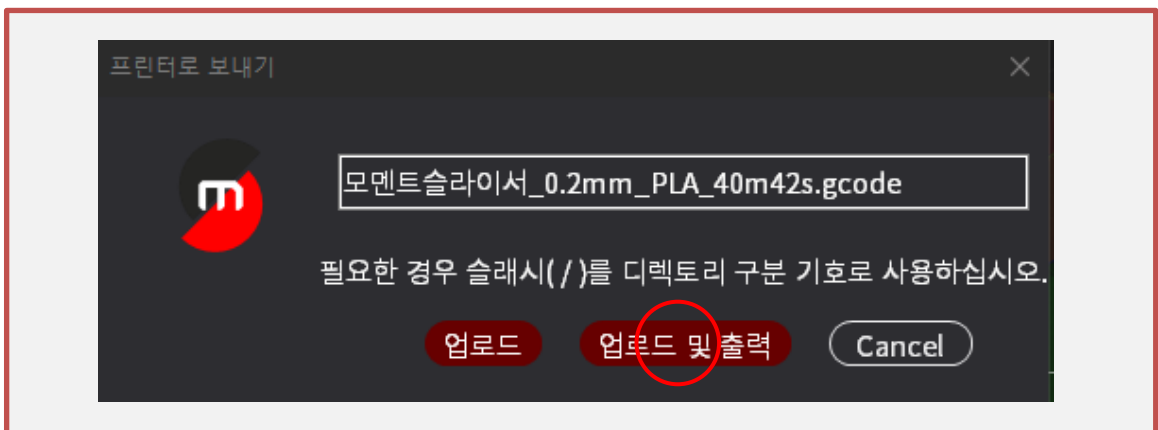 프린터로 보내기
m
모멘트슬라이서_0.2mm_PLA_40m42s.gcode
필요한 경우 슬래시( / )를 디렉토리 구분 기호로 사용하십시오.
업로드 업로드 및 출력 Cancel